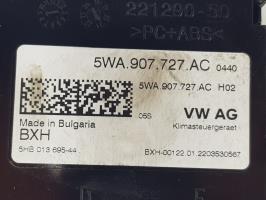 221290-50
>PC+ABS<
5WA.907.727.AC 0440
5WA.907.727.AC H02
05S VW AG
Made in Bulgaria Klimasteuergeraet
BXH
5HB 013 695-44 BXH-00122 01.2203530567